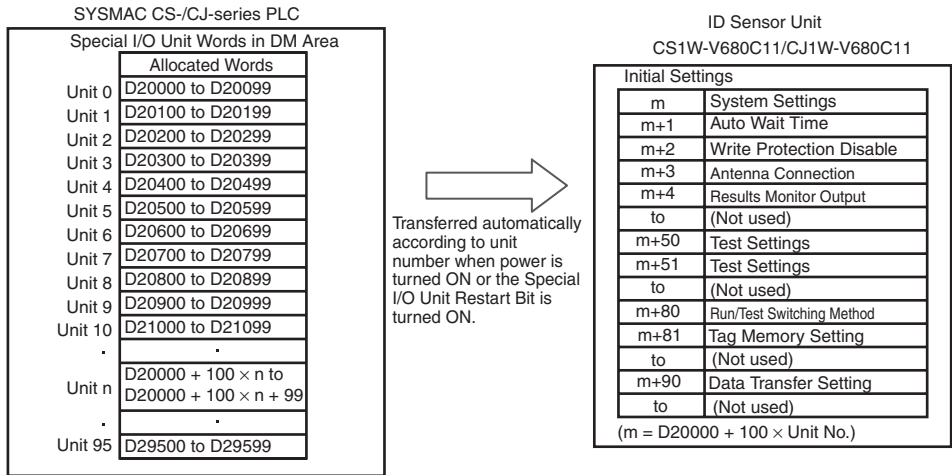 SYSMAC CS-/CJ-series PLC
Special I/O Unit Words in DM Area
Allocated Words
Unit 0 D20000 to D20099
Unit 1 D20100 to D20199
Unit 2 D20200 to D20299
Unit 3 D20300 to D20399
Unit 4 D20400 to D20499
Unit 5 D20500 to D20599
Unit 6 D20600 to D20699
Unit 7 D20700 to D20799
Unit 8 D20800 to D20899
Unit 9 D20900 to D20999
Unit 10 D21000 to D21099
. .
Unit n D20000 + 100 × n to
D20000 + 100 × n + 99
. .
Unit 95 D29500 to D29599
Transferred automatically
according to unit
number when power is
turned ON or the Special
I/O Unit Restart Bit is
turned ON.
ID Sensor Unit
CS1W-V680C11/CJ1W-V680C11
Initial Settings
m System Settings
m+1 Auto Wait Time
m+2 Write Protection Disable
m+3 Antenna Connection
m+4 Results Monitor Output
to (Not used)
m+50 Test Settings
m+51 Test Settings
to (Not used)
m+80 Run/Test Switching Method
m+81 Tag Memory Setting
to (Not used)
m+90 Data Transfer Setting
to (Not used)
(m = D20000 + 100 × Unit No.)